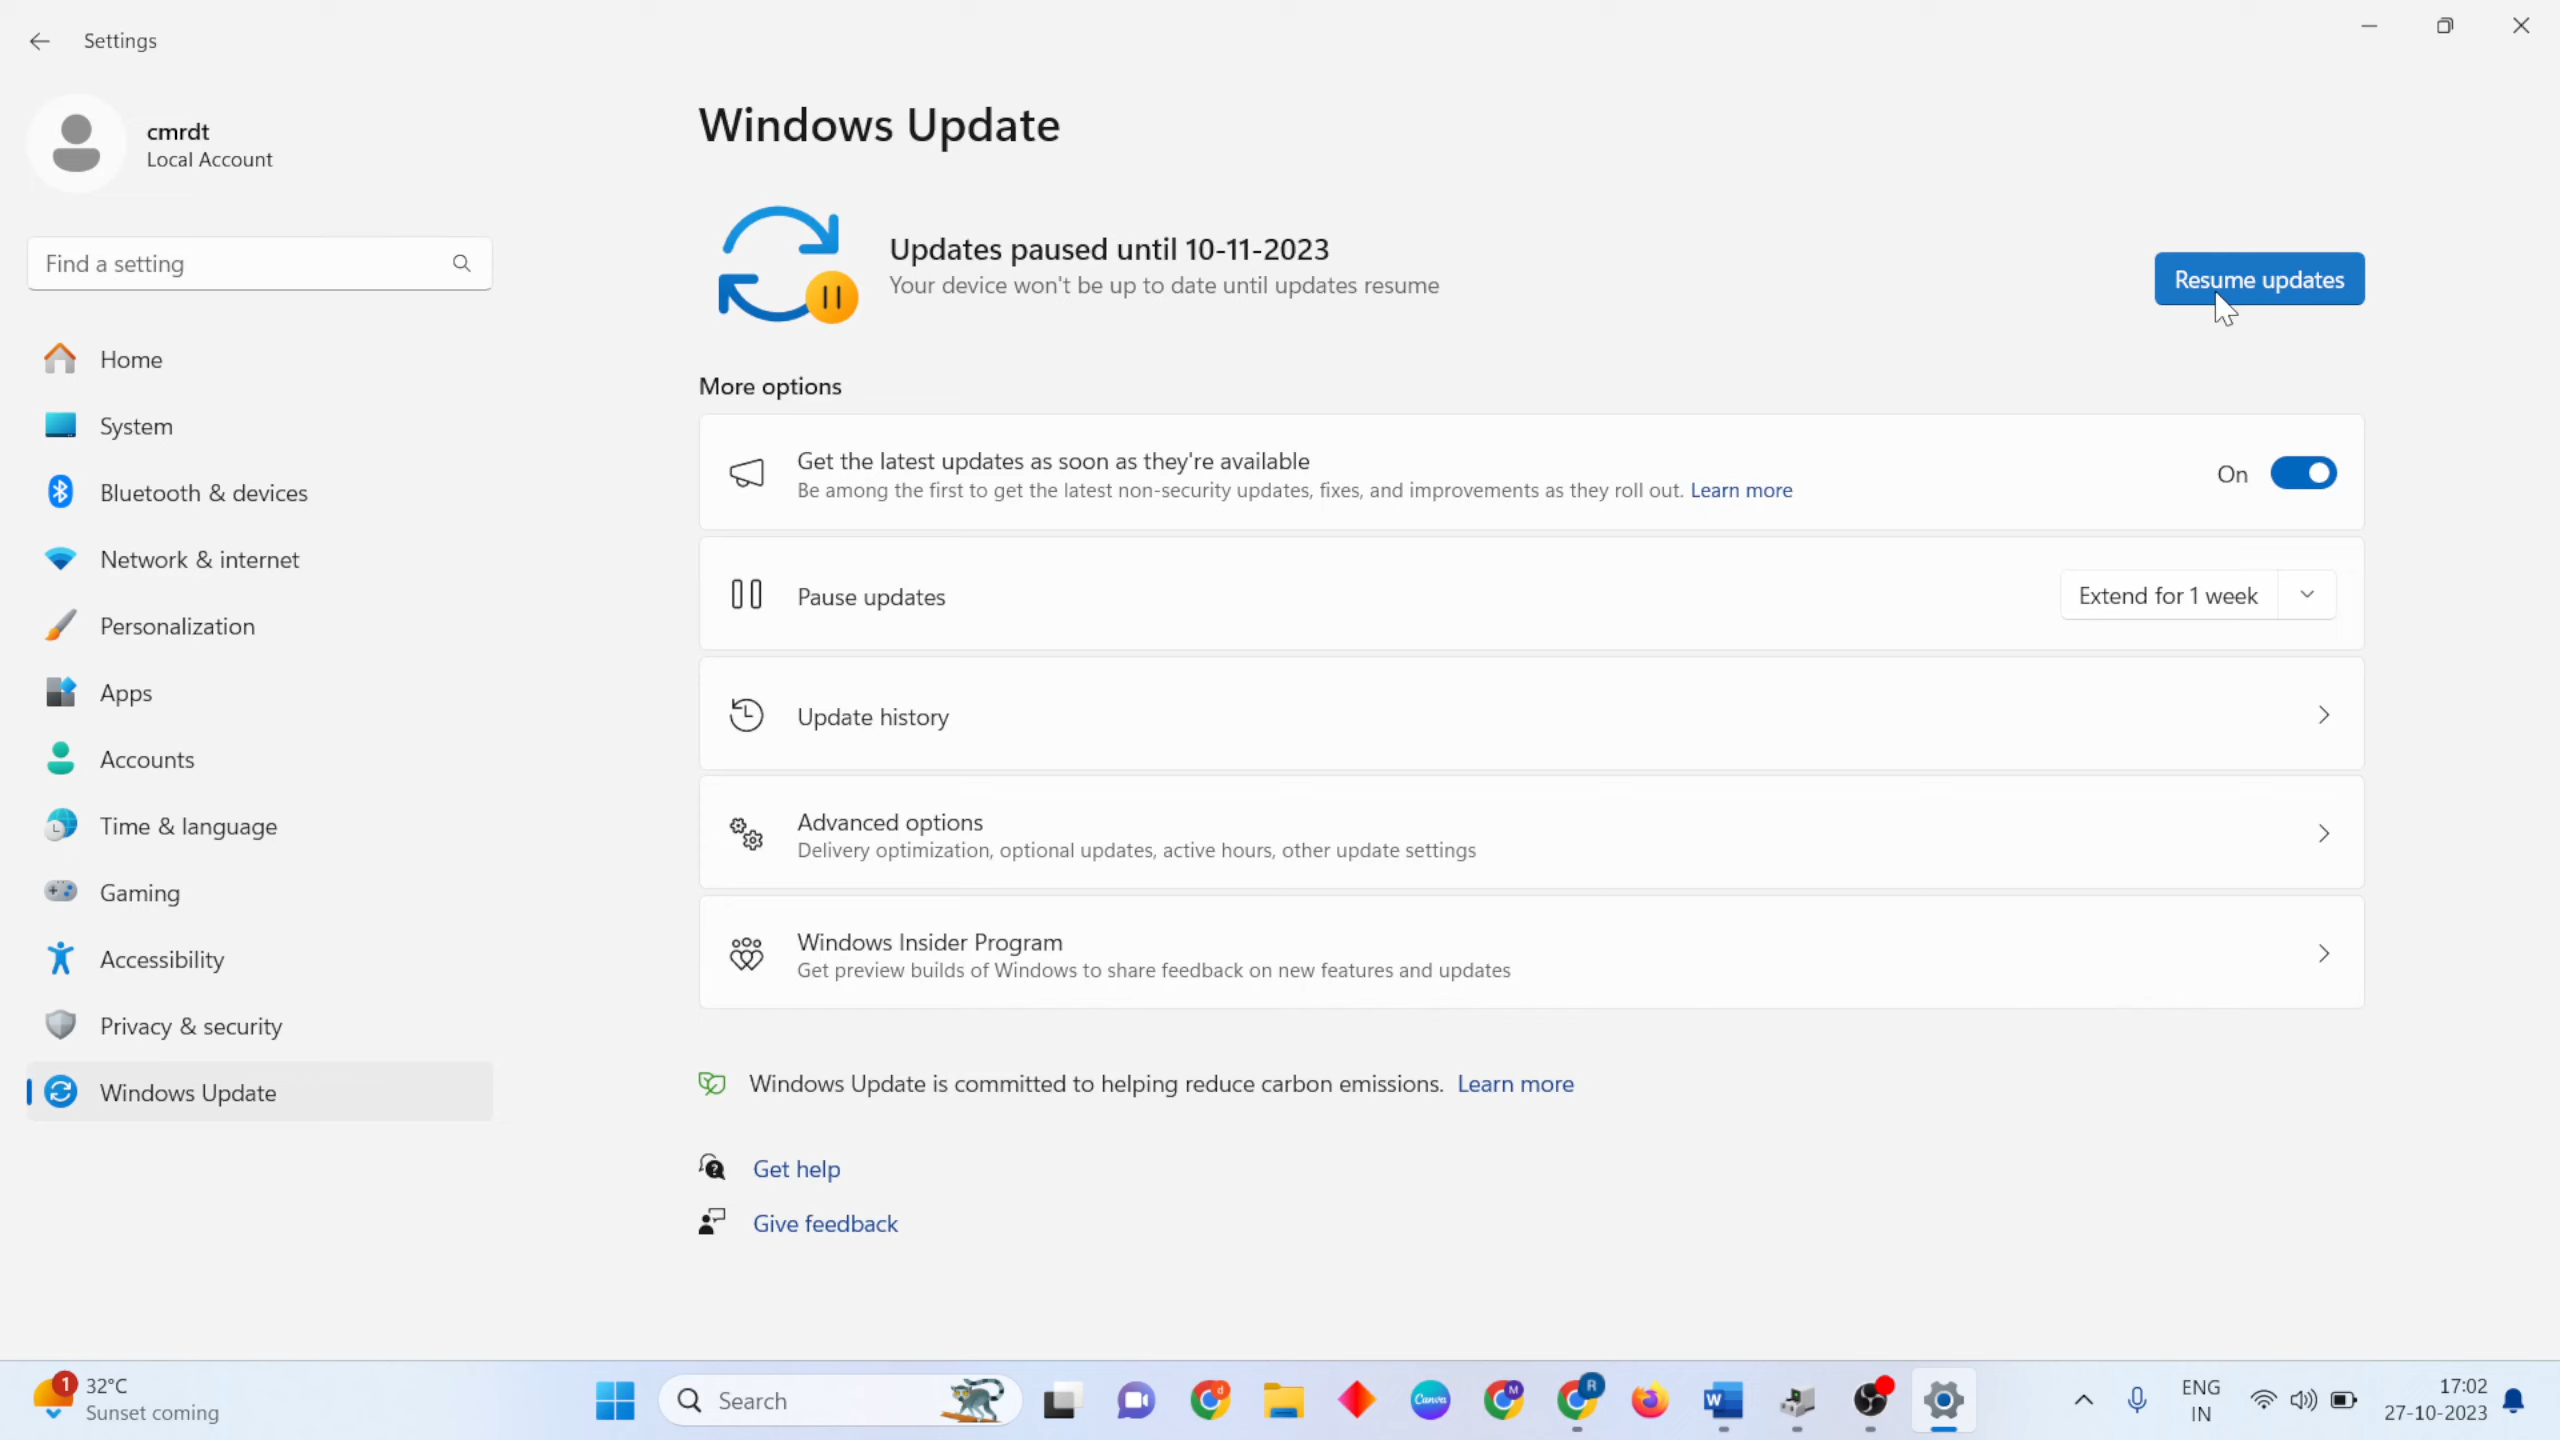 Settings
cmrdt
Local Account
Find a setting
Home
System
Bluetooth & devices
Network & internet
Personalization
Apps
Accounts
Time & language
Gaming
Accessibility
Privacy & security
Windows Update
Windows Update
Updates paused until 10-11-2023
Your device won't be up to date until updates resume
Resume updates
More options
Get the latest updates as soon as they're available
Be among the first to get the latest non-security updates, fixes, and improvements as they roll out. Learn more
On
Pause updates
Extend for 1 week
Update history
Advanced options
Delivery optimization, optional updates, active hours, other update settings
Windows Insider Program
Get preview builds of Windows to share feedback on new features and updates
Windows Update is committed to helping reduce carbon emissions. Learn more
Get help
Give feedback
1
32°C
Sunset coming
Search
d
Canva
M
R
W
ENG
IN
17:02
27-10-2023